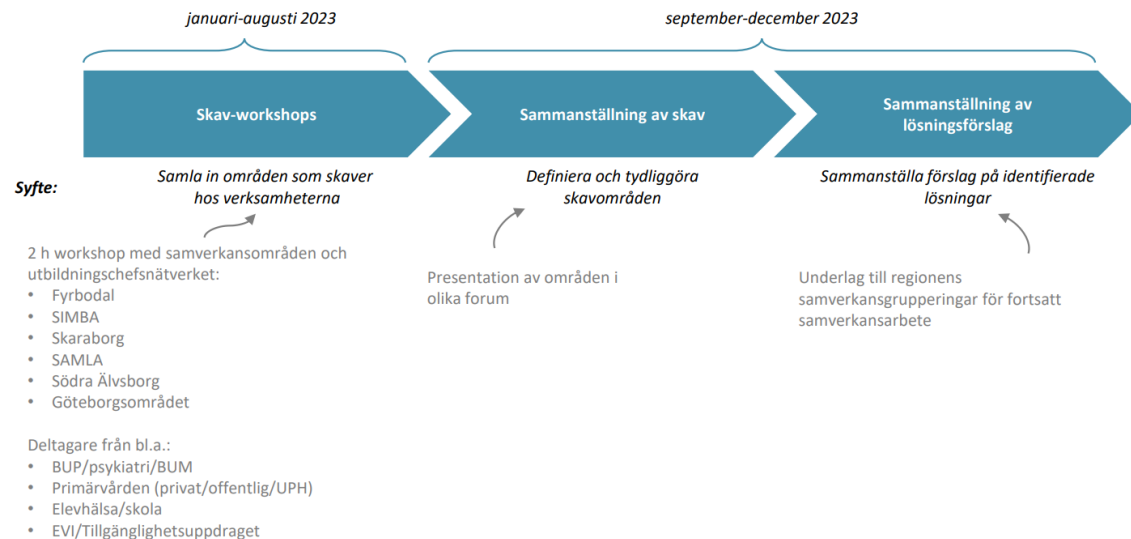 januari-augusti 2023
september-december 2023
Skav-workshops
Sammanställning av skav
Sammanställning av
lösningsförslag
Syfte:
Samla in områden som skaver
hos verksamheterna
Definiera och tydliggöra
skavområden
Sammanställa förslag på identifierade
lösningar
2 h workshop med samverkansområden och
utbildningschefsnätverket:
• Fyrbodal
• SIMBA
• Skaraborg
• SAMLA
• Södra Älvsborg
• Göteborgsområdet
Deltagare från bl.a.:
• BUP/psykiatri/BUM
• Primärvården (privat/offentlig/UPH)
• Elevhälsa/skola
• EVI/Tillgänglighetsuppdraget
Presentation av områden i
olika forum
Underlag till regionens
samverkansgrupperingar för fortsatt
samverkansarbete